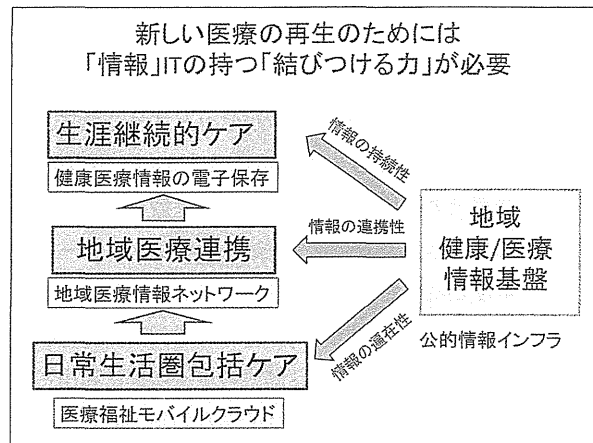 新しい医療の再生のためには
「情報」ITの持つ「結びつける力」が必要
生涯継続的ケア
健康医療情報の電子保存
情報の持続性
地域医療連携
情報の連携性
地域医療情報ネットワーク
地域
健康/医療
情報基盤
日常生活圏包括ケア
情報の遍在性
公的情報インフラ
医療福祉モバイルクラウド